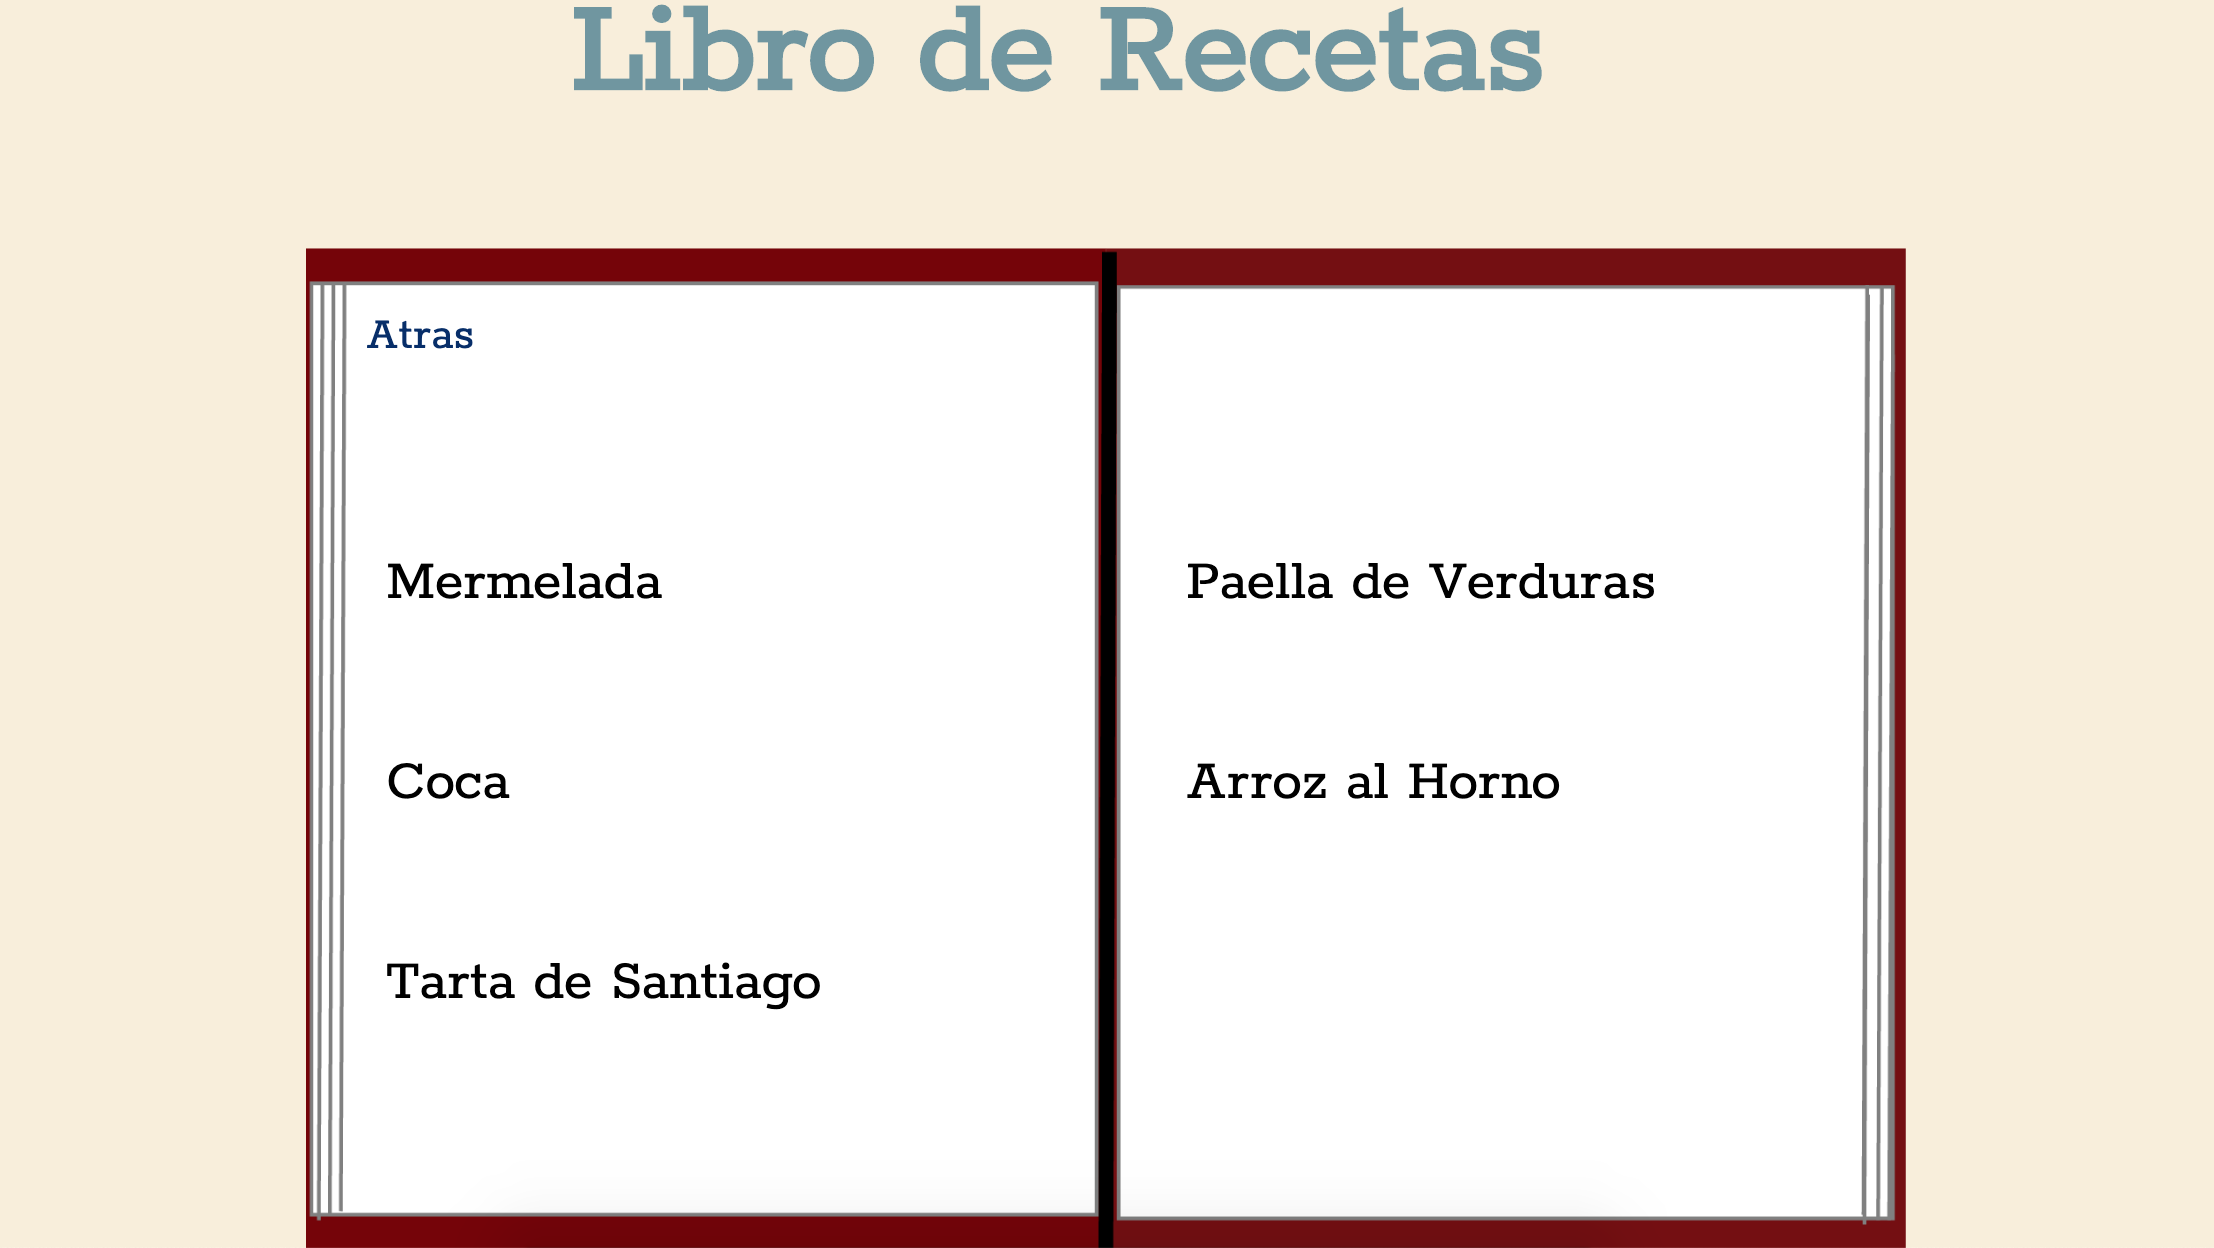 Libro de Recetas
Atras
Mermelada
Coca
Tarta de Santiago
Paella de Verduras
Arroz al Horno